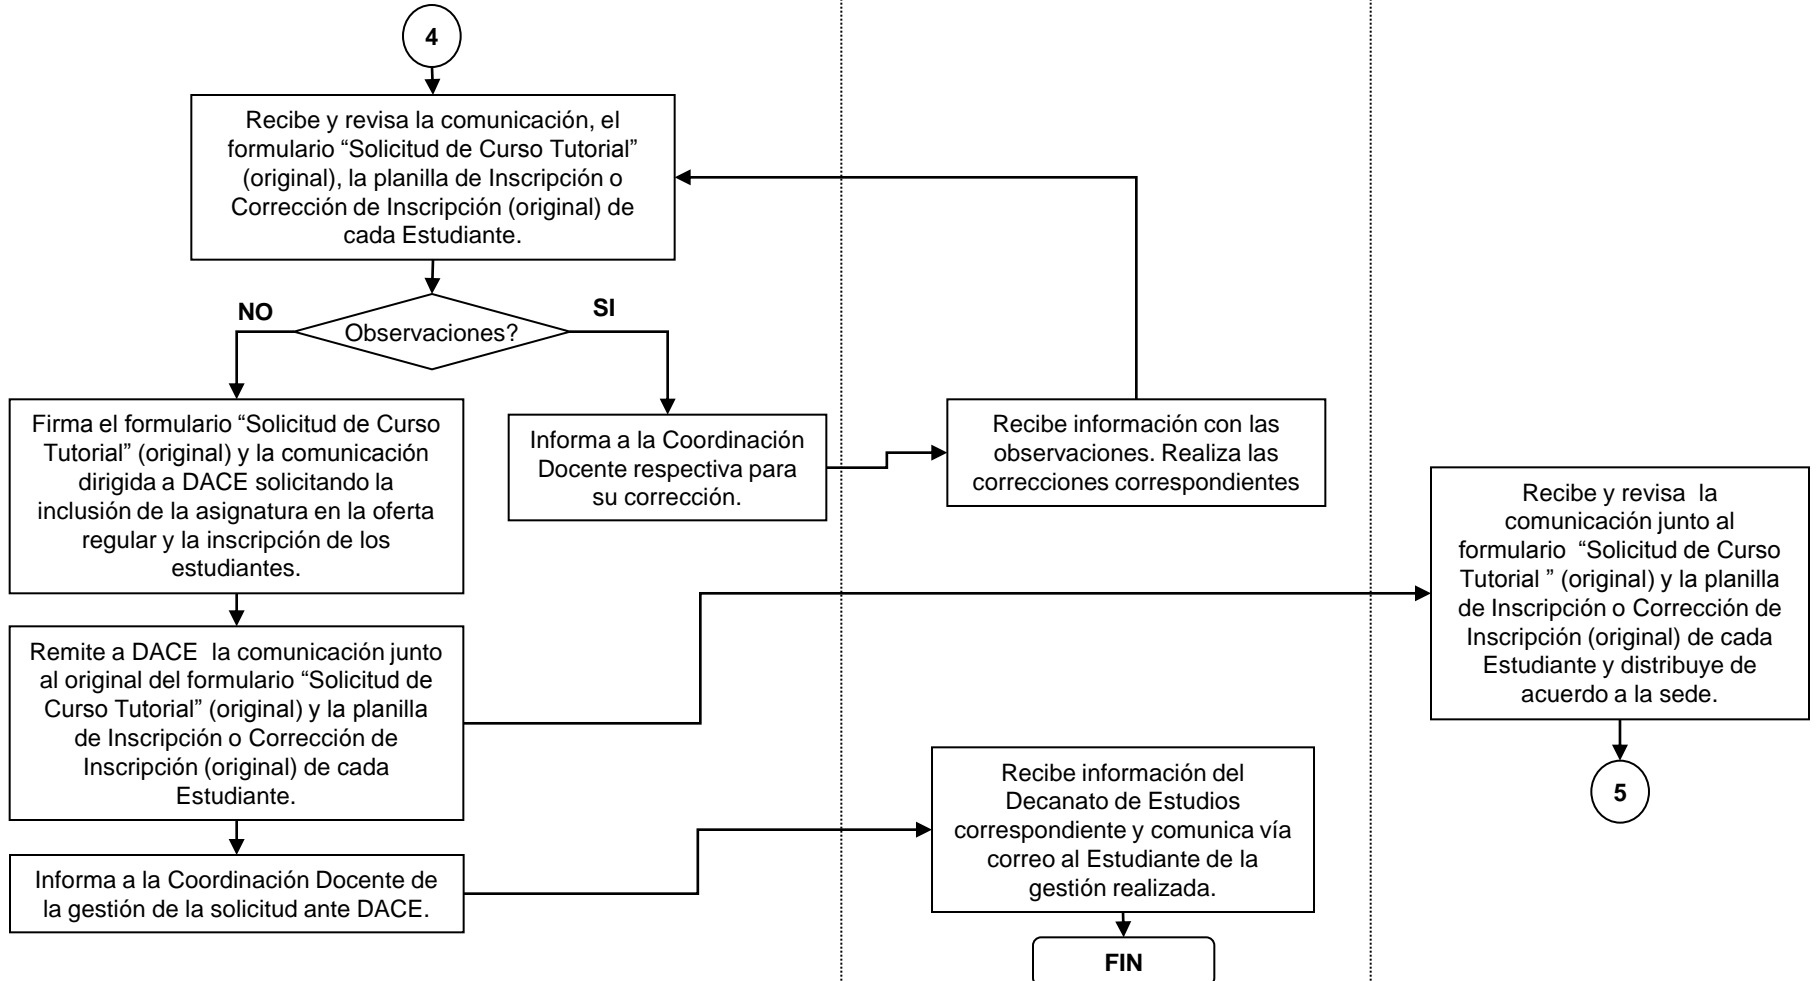 4
Recibe y revisa la comunicación, el
formulario “Solicitud de Curso Tutorial”
(original), la planilla de Inscripción o
Corrección de Inscripción (original) de
cada Estudiante.
NO
SI
Observaciones?
Firma el formulario “Solicitud de Curso
Tutorial” (original) y la comunicación
dirigida a DACE solicitando la
inclusión de la asignatura en la oferta
regular y la inscripción de los
estudiantes.
Informa a la Coordinación
Docente respectiva para
su corrección.
Recibe información con las
observaciones. Realiza las
correcciones correspondientes
Recibe y revisa  la
comunicación junto al
formulario  “Solicitud de Curso
Tutorial ” (original) y la planilla
de Inscripción o Corrección de
Inscripción (original) de cada
Estudiante y distribuye de
acuerdo a la sede.
Remite a DACE  la comunicación junto
al original del formulario “Solicitud de
Curso Tutorial” (original) y la planilla
de Inscripción o Corrección de
Inscripción (original) de cada
Estudiante.
Recibe información del
Decanato de Estudios
correspondiente y comunica vía
correo al Estudiante de la
gestión realizada.
5
Informa a la Coordinación Docente de
la gestión de la solicitud ante DACE.
FIN